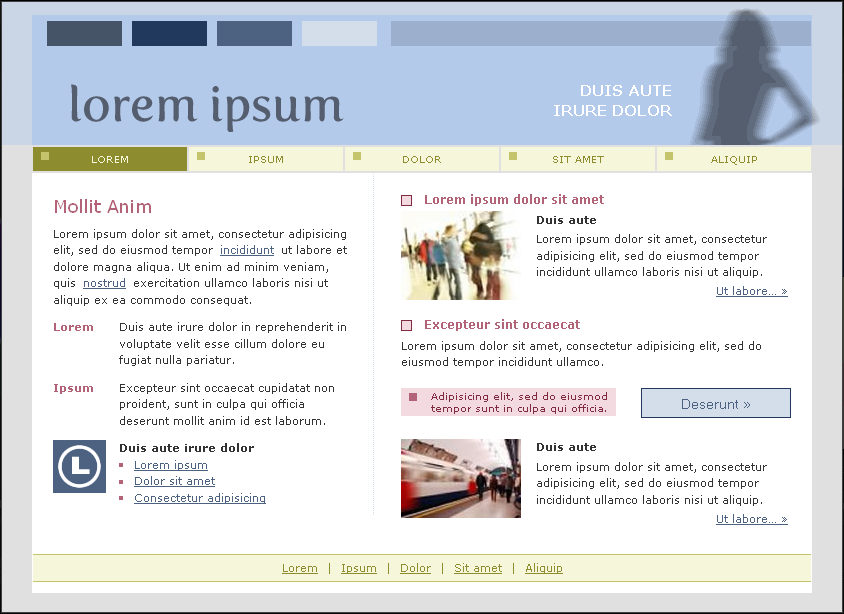 lorem ipsum
DUIS AUTE
IRURE DOLOR
LOREM
IPSUM
DOLOR
SIT AMET
ALIQUIP
Mollit Anim
Lorem ipsum dolor sit amet, consectetur adipisicing
elit, sed do eiusmod tempor incididunt ut labore et
dolore magna aliqua. Ut enim ad minim veniam,
quis nostrud exercitation ullamco laboris nisi ut
aliquip ex ea commodo consequat.
Lorem
Duis aute irure dolor in reprehenderit in
voluptate velit esse cillum dolore eu
fugiat nulla pariatur.
Ipsum
Excepteur sint occaecat cupidatat non
proident, sunt in culpa qui officia
deserunt mollit anim id est laborum.
L
Duis aute irure dolor
Lorem ipsum
Dolor sit amet
Consectetur adipisicing
Lorem ipsum dolor sit amet
Duis aute
Lorem ipsum dolor sit amet, consectetur
adipisicing elit, sed do eiusmod tempor
incididunt ullamco laboris nisi ut aliquip.
Ut labore... »
Excepteur sint occaecat
Lorem ipsum dolor sit amet, consectetur adipisicing elit, sed do
eiusmod tempor incididunt ullamco.
Adipisicing elit, sed do eiusmod
tempor sunt in culpa qui officia.
Deserunt »
Duis aute
Lorem ipsum dolor sit amet, consectetur
adipisicing elit, sed do eiusmod tempor
incididunt ullamco laboris nisi ut aliquip.
Ut labore... »
Lorem | Ipsum | Dolor | Sit amet | Aliquip